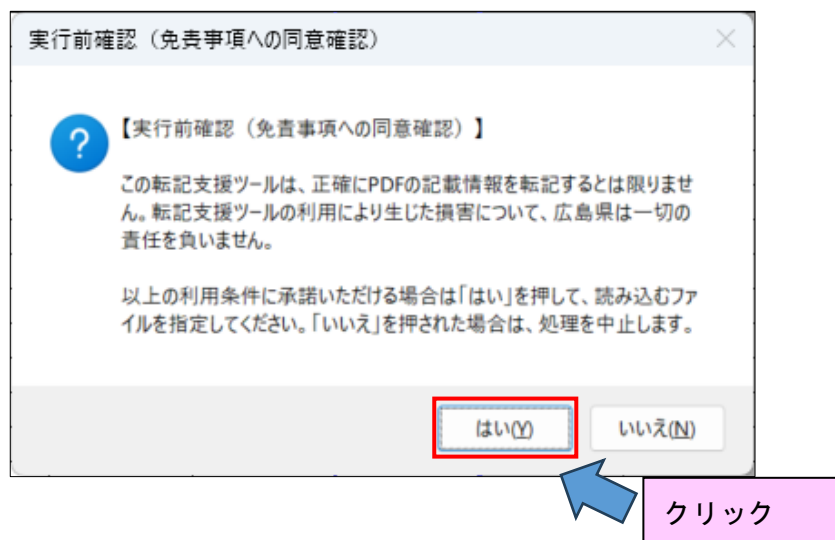 実行前確認（免責事項への同意確認）
【実行前確認（免責事項への同意確認）】
この転記支援ツールは、正確にPDFの記載情報を転記するとは限りませ
ん。転記支援ツールの利用により生じた損害について、広島県は一切の
責任を負いません。
以上の利用条件に承諾いただける場合は「はい」を押して、読み込むファ
イルを指定してください。「いいえ」を押された場合は、処理を中止します。
はい(Y)
いいえ(N)
クリック